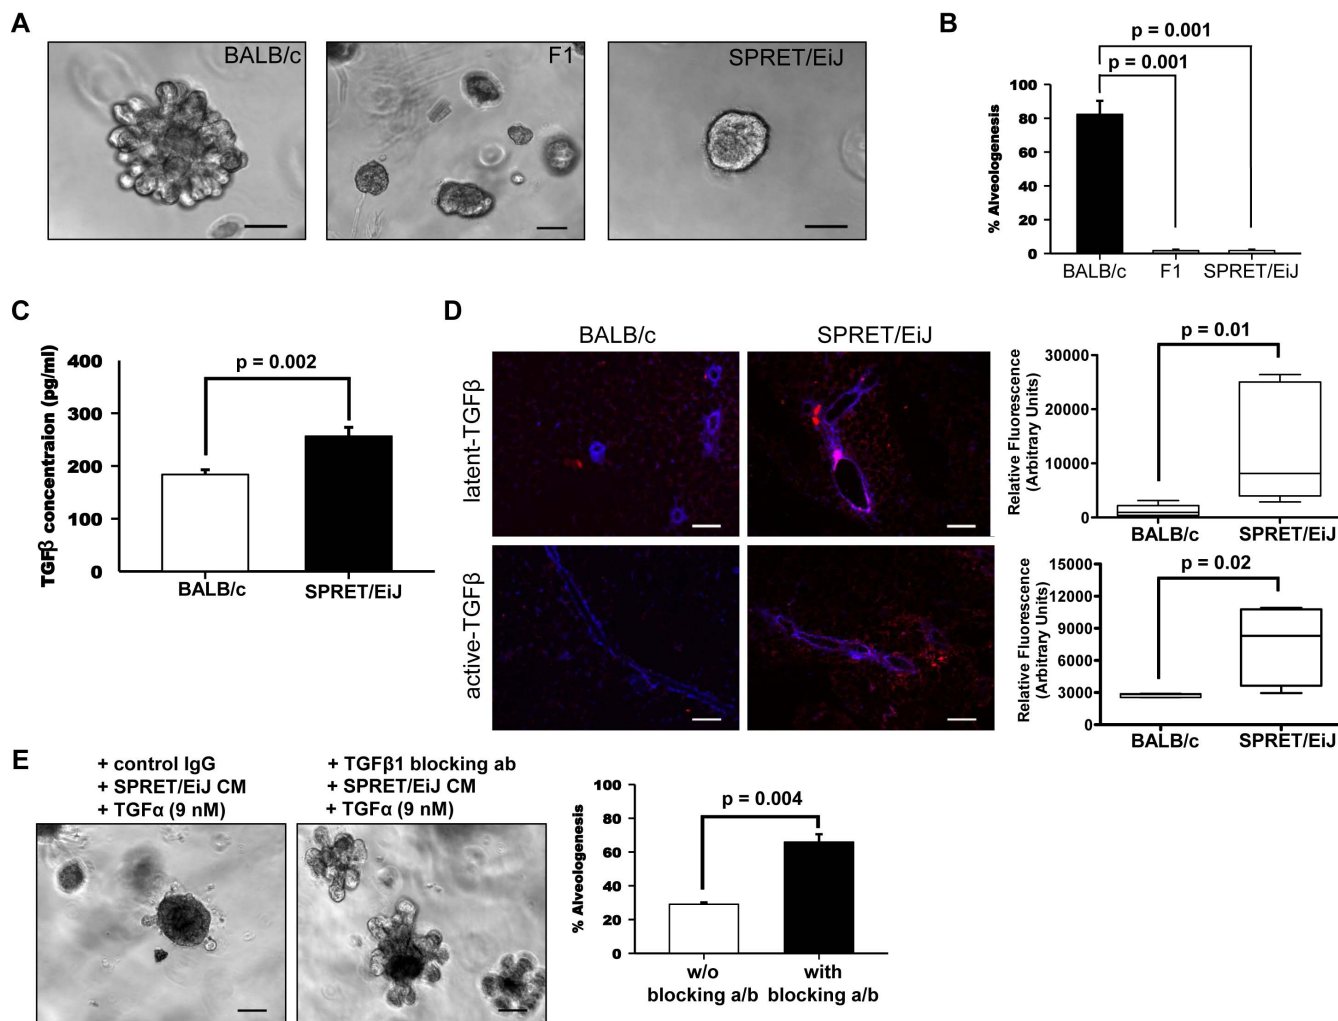 A
BALB/c
F1
SPRET/EiJ
B
p = 0.001
p = 0.001
% Alveologenesis
100
80
60
40
20
0
BALB/c
F1
SPRET/EiJ
C
TGFβ concentraion (pg/ml)
400
300
200
100
0
p = 0.002
BALB/c
SPRET/EiJ
D
BALB/c
SPRET/EiJ
latent-TGFβ
active-TGFβ
p = 0.01
Relative Fluorescence
(Arbitrary Units)
30000
20000
10000
0
BALB/c
SPRET/EiJ
p = 0.02
Relative Fluorescence
(Arbitrary Units)
15000
12000
9000
6000
3000
0
BALB/c
SPRET/EiJ
E
+ control IgG
+ SPRET/EiJ CM
+ TGFα (9 nM)
+ TGFβ1 blocking ab
+ SPRET/EiJ CM
+ TGFα (9 nM)
% Alveologenesis
100
80
60
40
20
0
p = 0.004
w/o
blocking a/b
with
blocking a/b